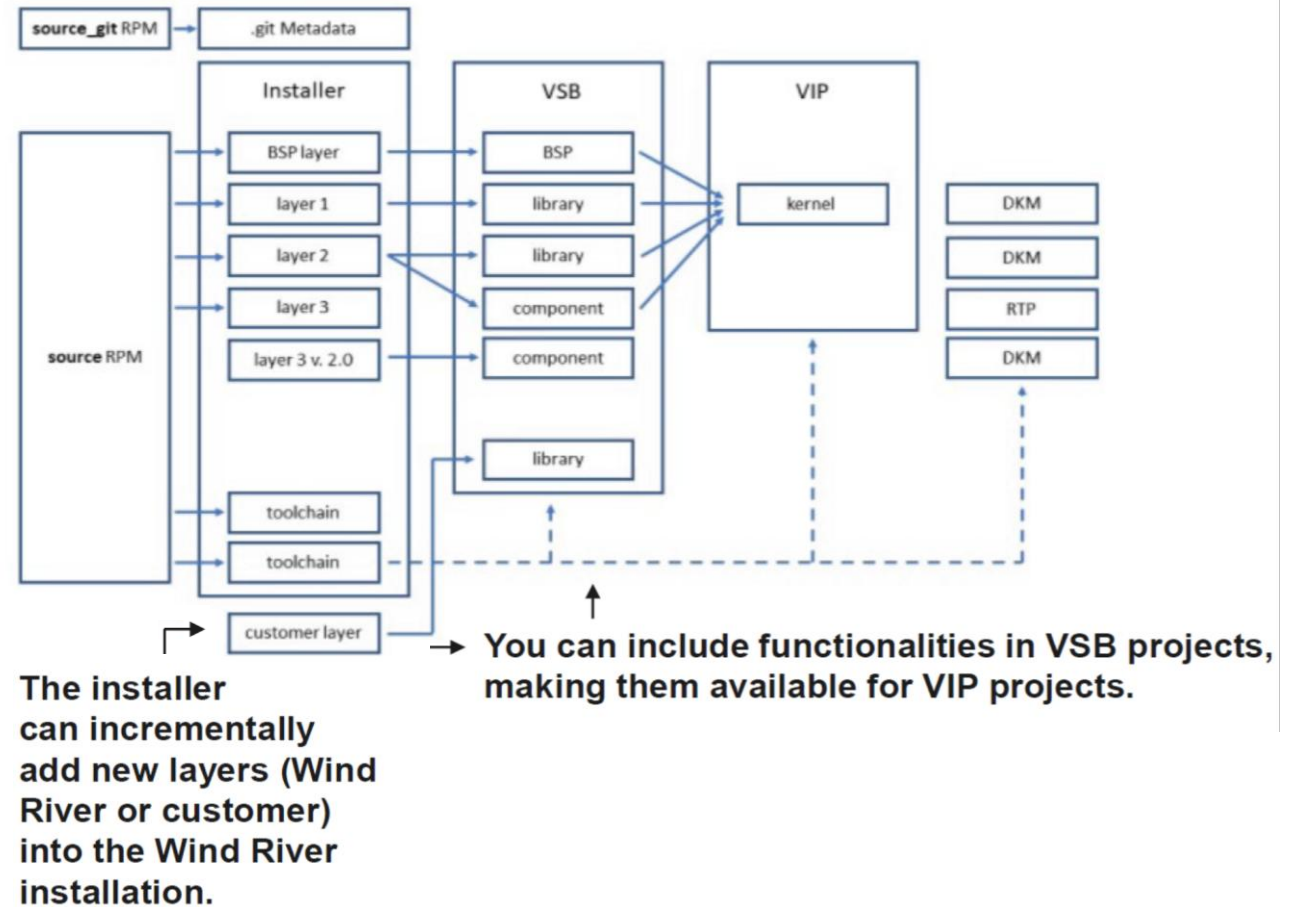 source_git RPM
.git Metadata
Installer
VSB
VIP
BSP layer
BSP
layer 1
library
kernel
DKM
layer 2
library
DKM
layer 3
component
RTP
source RPM
layer 3 v. 2.0
component
DKM
library
toolchain
toolchain
customer layer
You can include functionalities in VSB projects,
making them available for VIP projects.
The installer
can incrementally
add new layers (Wind
River or customer)
into the Wind River
installation.